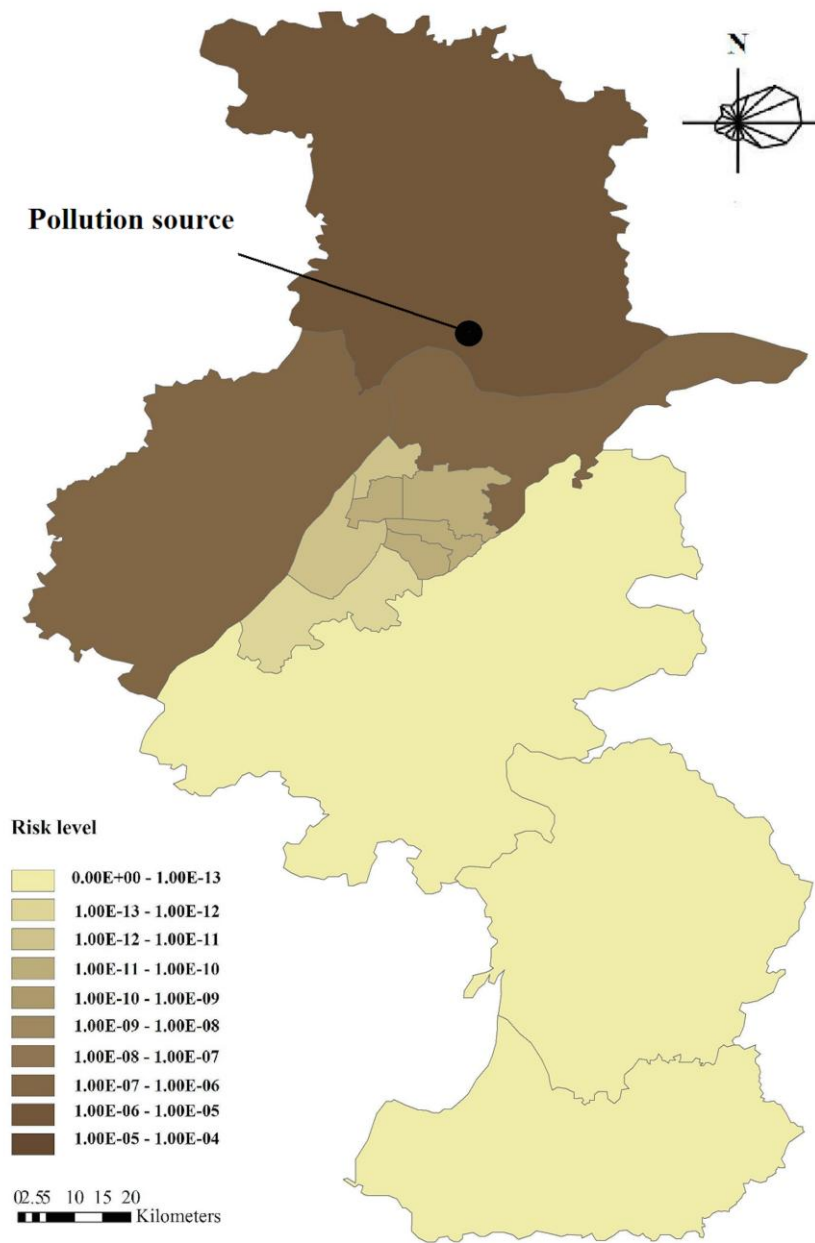 N
Pollution source
Risk level
0.00E+00 - 1.00E-13
1.00E-13 - 1.00E-12
1.00E-12 - 1.00E-11
1.00E-11 - 1.00E-10
1.00E-10 - 1.00E-09
1.00E-09 - 1.00E-08
1.00E-08 - 1.00E-07
1.00E-07 - 1.00E-06
1.00E-06 - 1.00E-05
1.00E-05 - 1.00E-04
02.55 10 15 20
Kilometers